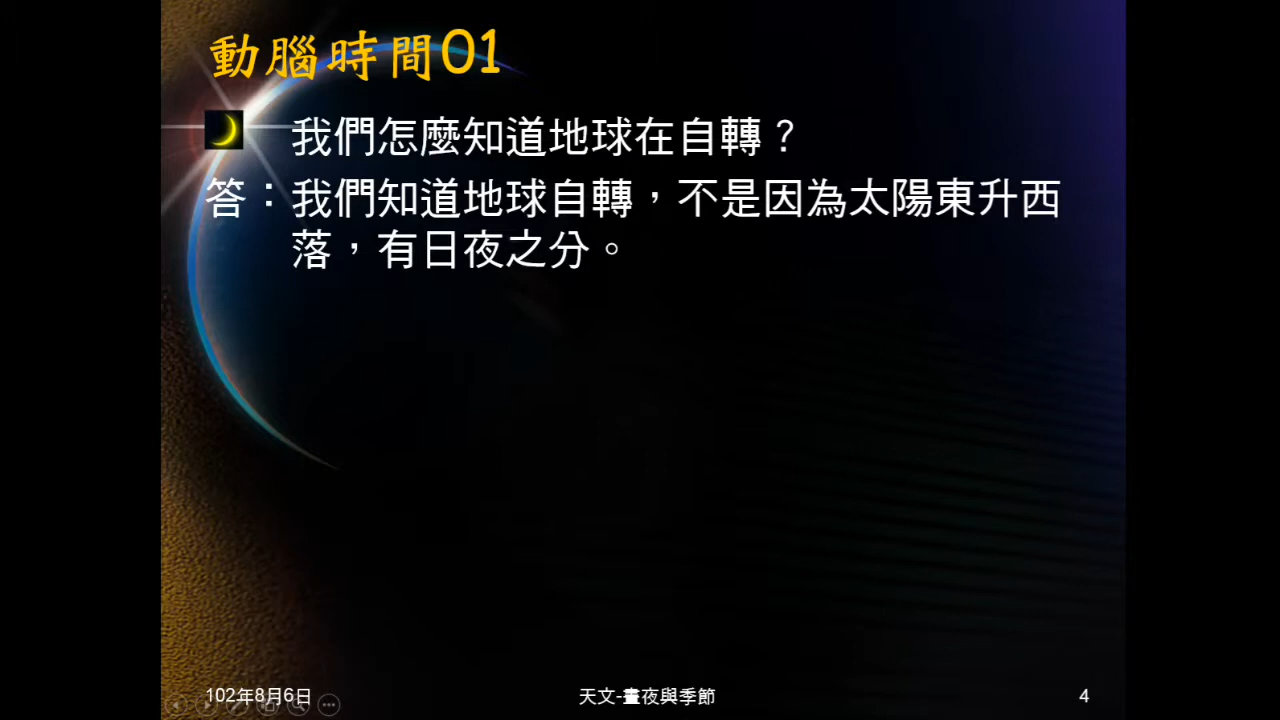 動腦時間01
我們怎麼知道地球在自轉？
答：我們知道地球自轉，不是因為太陽東升西
落，有日夜之分。
102年8月6日
天文-晝夜與季節
4